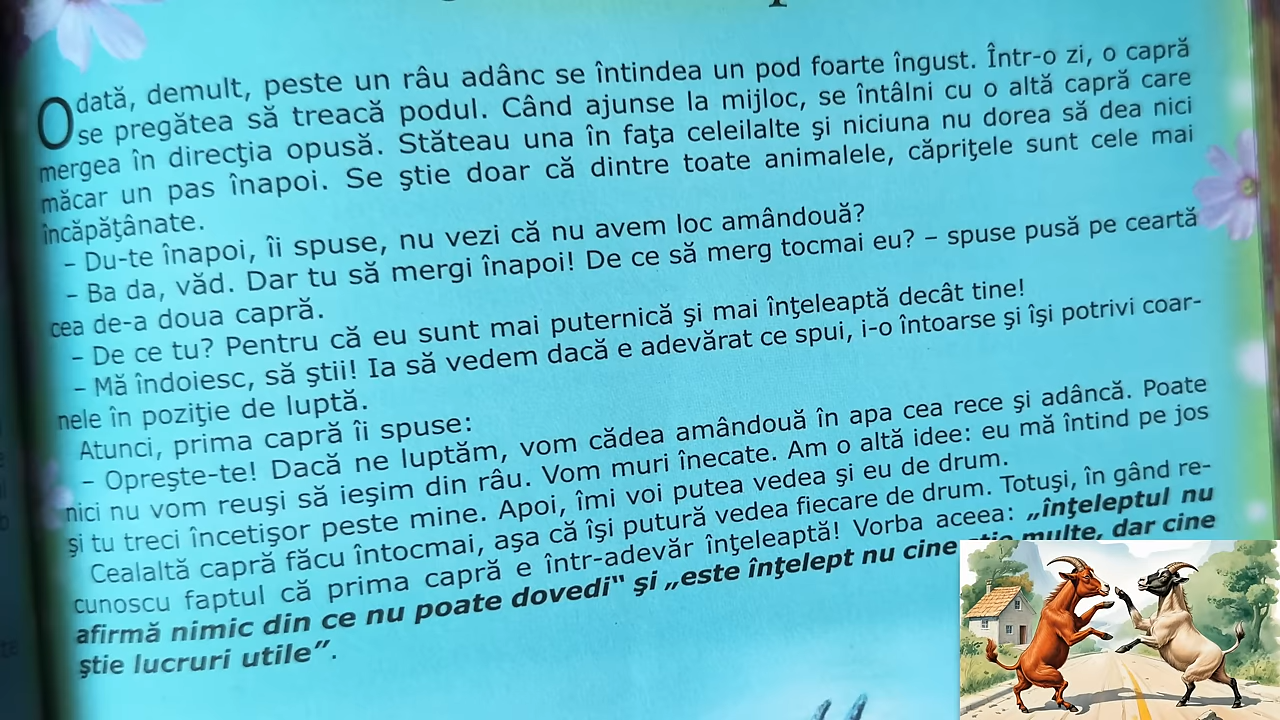 Odată, demult, peste un râu adânc se întindea un pod foarte îngust. Într-o zi, o capră
se pregătea să treacă podul. Când ajunse la mijloc, se întâlni cu o altă capră care
mergea în direcţia opusă. Stăteau una în faţa celeilalte şi niciuna nu dorea să dea nici
măcar un pas înapoi. Se ştie doar că dintre toate animalele, căpriţele sunt cele mai
încăpăţânate.
– Du-te înapoi, îi spuse, nu vezi că nu avem loc amândouă?
– Ba da, văd. Dar tu să mergi înapoi! De ce să merg tocmai eu? – spuse pusă pe ceartă
cea de-a doua capră.
– De ce tu? Pentru că eu sunt mai puternică şi mai înţeleaptă decât tine!
– Mă îndoiesc, să ştii! Ia să vedem dacă e adevărat ce spui, i-o întoarse şi îşi potrivi coar-
nele în poziţie de luptă.
Atunci, prima capră îi spuse:
– Opreşte-te! Dacă ne luptăm, vom cădea amândouă în apa cea rece şi adâncă. Poate
nici nu vom reuşi să ieşim din râu. Vom muri înecate. Am o altă idee: eu mă întind pe jos
şi tu treci încetişor peste mine. Apoi, îmi voi putea vedea şi eu de drum.
Cealaltă capră făcu întocmai, aşa că îşi putură vedea fiecare de drum. Totuşi, în gând re-
cunoscu faptul că prima capră e într-adevăr înţeleaptă! Vorba aceea: „înţeleptul nu
afirmă nimic din ce nu poate dovedi“ şi „este înţelept nu cine ştie multe, dar cine
ştie lucruri utile”.